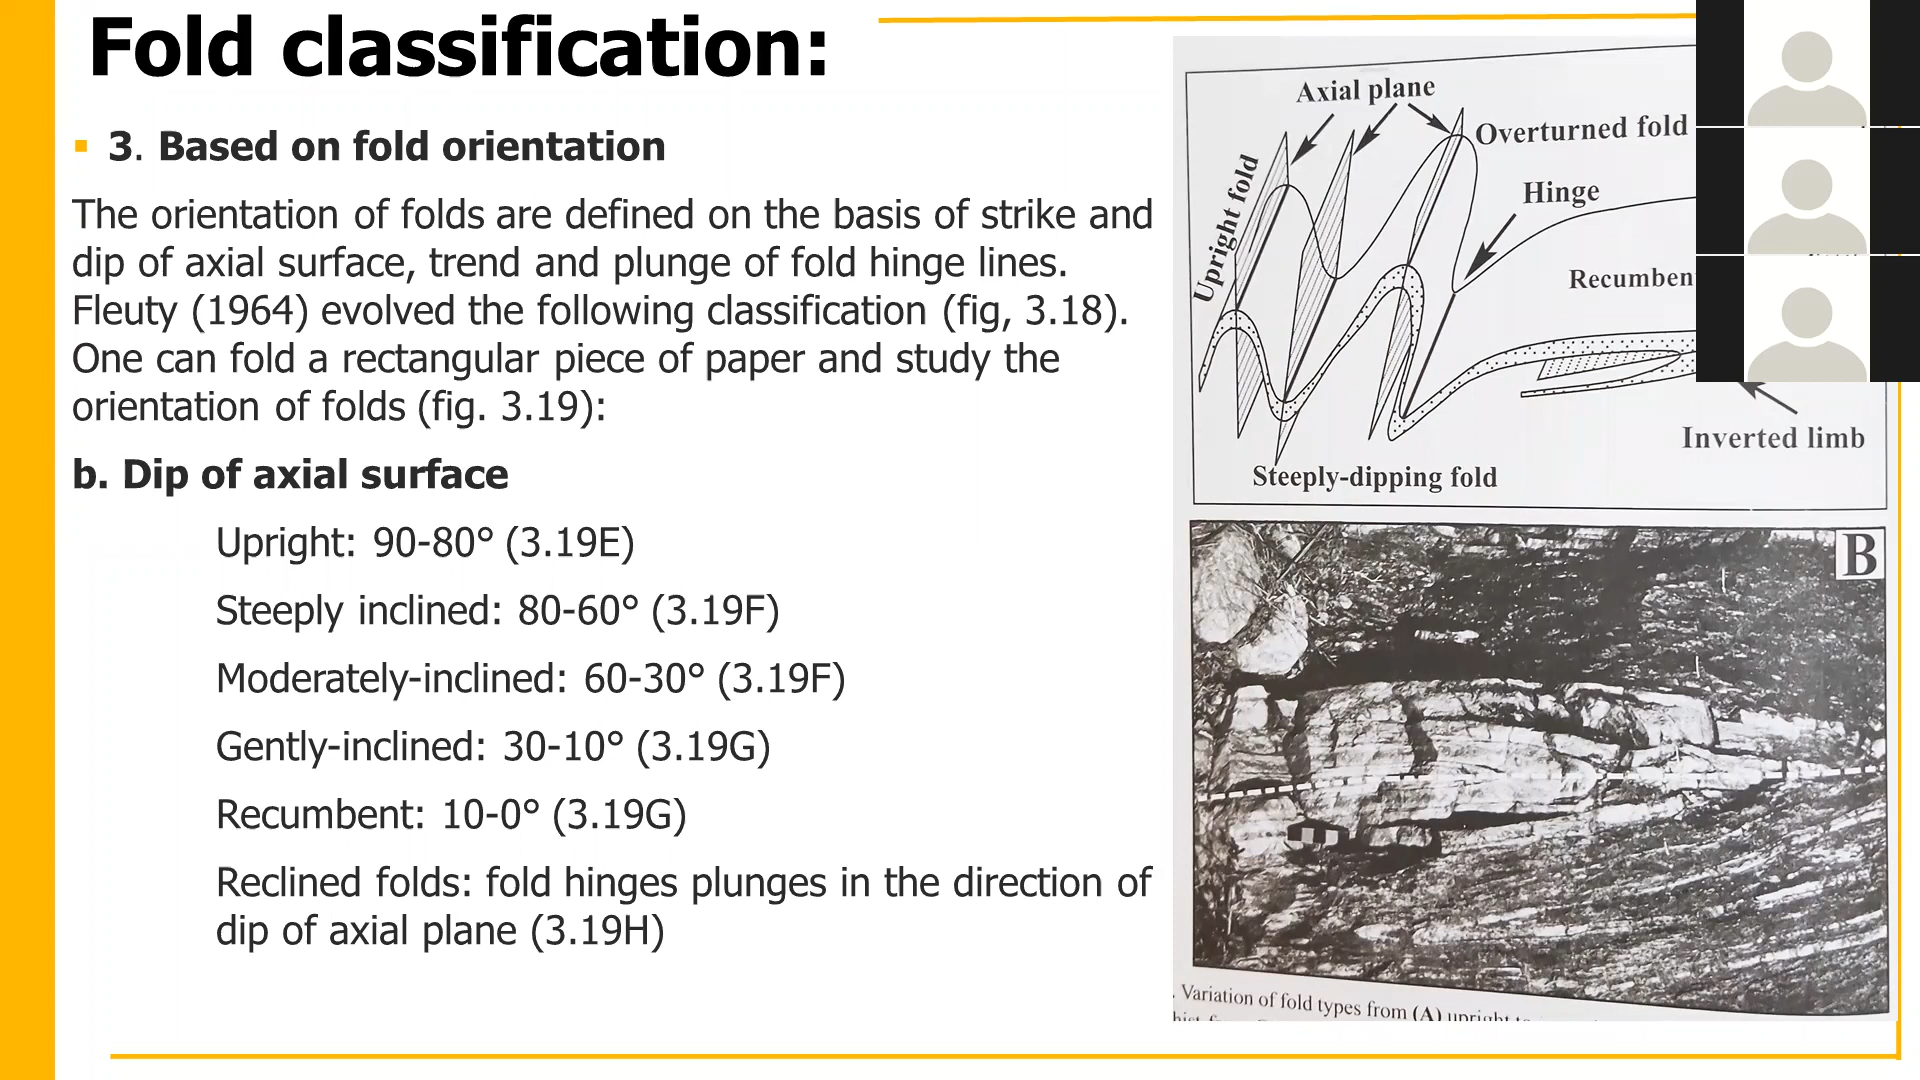 Fold classification:
3. Based on fold orientation
The orientation of folds are defined on the basis of strike and
dip of axial surface, trend and plunge of fold hinge lines.
Fleuty (1964) evolved the following classification (fig, 3.18).
One can fold a rectangular piece of paper and study the
orientation of folds (fig. 3.19):
b. Dip of axial surface
Upright: 90-80° (3.19E)
Steeply inclined: 80-60° (3.19F)
Moderately-inclined: 60-30° (3.19F)
Gently-inclined: 30-10° (3.19G)
Recumbent: 10-0° (3.19G)
Reclined folds: fold hinges plunges in the direction of
dip of axial plane (3.19H)
Axial plane
Overturned fold
Upright fold
Hinge
Recumben
Inverted limb
Steeply-dipping fold
B
Variation of fold types from (A) upright